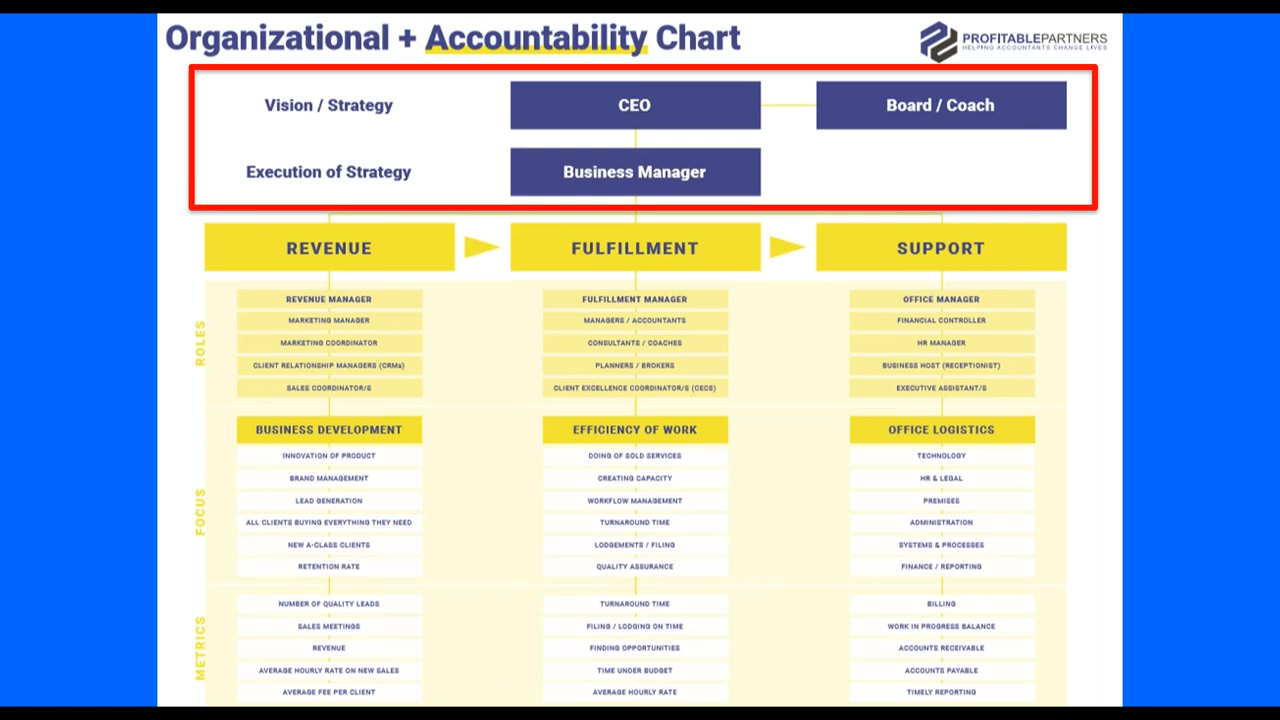 Organizational + Accountability Chart
PROFITABLEPARTNERS
HELPING ACCOUNTANTS CHANGE LIVES
Vision / Strategy
CEO
Board / Coach
Execution of Strategy
Business Manager
REVENUE
FULFILLMENT
SUPPORT
ROLES
REVENUE MANAGER
MARKETING MANAGER
MARKETING COORDINATOR
CLIENT RELATIONSHIP MANAGERS (CRMs)
SALES COORDINATOR/S
FULFILLMENT MANAGER
MANAGERS / ACCOUNTANTS
CONSULTANTS / COACHES
PLANNERS / BROKERS
CLIENT EXCELLENCE COORDINATOR/S (CECS)
OFFICE MANAGER
FINANCIAL CONTROLLER
HR MANAGER
BUSINESS HOST (RECEPTIONIST)
EXECUTIVE ASSISTANT/S
FOCUS
BUSINESS DEVELOPMENT
INNOVATION OF PRODUCT
BRAND MANAGEMENT
LEAD GENERATION
ALL CLIENTS BUYING EVERYTHING THEY NEED
NEW A-CLASS CLIENTS
RETENTION RATE
EFFICIENCY OF WORK
DOING OF SOLD SERVICES
CREATING CAPACITY
WORKFLOW MANAGEMENT
TURNAROUND TIME
LODGEMENTS / FILING
QUALITY ASSURANCE
OFFICE LOGISTICS
TECHNOLOGY
HR & LEGAL
PREMISES
ADMINISTRATION
SYSTEMS & PROCESSES
FINANCE / REPORTING
METRICS
NUMBER OF QUALITY LEADS
SALES MEETINGS
REVENUE
AVERAGE HOURLY RATE ON NEW SALES
AVERAGE FEE PER CLIENT
TURNAROUND TIME
FILING / LODGING ON TIME
FINDING OPPORTUNITIES
TIME UNDER BUDGET
AVERAGE HOURLY RATE
BILLING
WORK IN PROGRESS BALANCE
ACCOUNTS RECEIVABLE
ACCOUNTS PAYABLE
TIMELY REPORTING